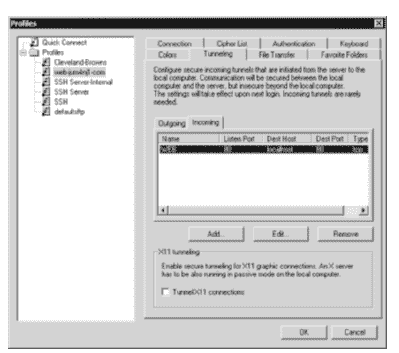 Profiles
Quick Connect
Profiles
Cleveland-Browns
SSH Server-Internal
SSH Server
SSH
defaultsftp
Connection Cipher List Authentication Keyboard
Colors Tunneling File Transfer Favorite Folders
Configure secure incoming tunnels that are initiated from the server to the
local computer. Communication will be secured between the local
computer and the server, but insecure beyond the local computer.
The settings will take effect upon next login. Incoming tunnels are rarely
needed.
Outgoing Incoming
Name Listen Port Dest Host Dest Port Type
WEB 80 localhost 80 tcp
Add... Edit... Remove
X11 tunneling
Enable secure tunneling for X11 graphic connections. An X server
has to be also running in passive mode on the local computer.
Tunnel X11 connections
OK Cancel